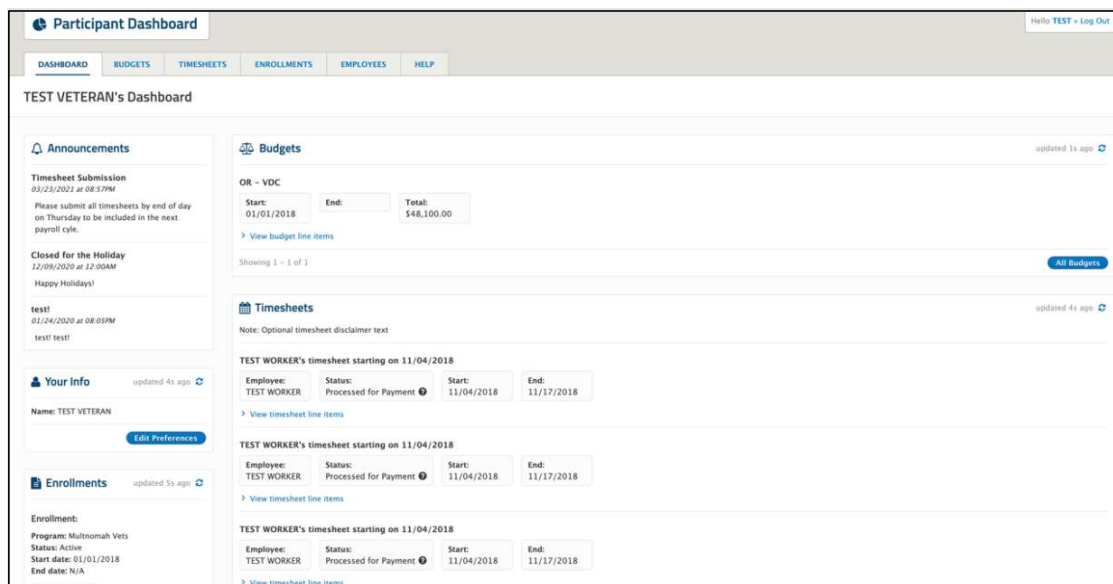 Participant Dashboard
Hello TEST » Log Out
DASHBOARD BUDGETS TIMESHEETS ENROLLMENTS EMPLOYEES HELP
TEST VETERAN's Dashboard
Announcements
Timesheet Submission
03/23/2021 at 08:57PM
Please submit all timesheets by end of day
on Thursday to be included in the next
payroll cyle.
Closed for the Holiday
12/09/2020 at 12:00AM
Happy Holidays!
test!
01/24/2020 at 08:05PM
test! test!
Your Info updated 4s ago
Name: TEST VETERAN
Edit Preferences
Enrollments updated 5s ago
Enrollment:
Program: Multnomah Vets
Status: Active
Start date: 01/01/2018
End date: N/A
Budgets updated 1s ago
OR – VDC
Start: End: Total:
01/01/2018 $48,100.00
> View budget line items
Showing 1 – 1 of 1 All Budgets
Timesheets updated 4s ago
Note: Optional timesheet disclaimer text
TEST WORKER's timesheet starting on 11/04/2018
Employee: Status: Start: End:
TEST WORKER Processed for Payment 11/04/2018 11/17/2018
> View timesheet line items
TEST WORKER's timesheet starting on 11/04/2018
Employee: Status: Start: End:
TEST WORKER Processed for Payment 11/04/2018 11/17/2018
> View timesheet line items
TEST WORKER's timesheet starting on 11/04/2018
Employee: Status: Start: End:
TEST WORKER Processed for Payment 11/04/2018 11/17/2018
> View timesheet line items